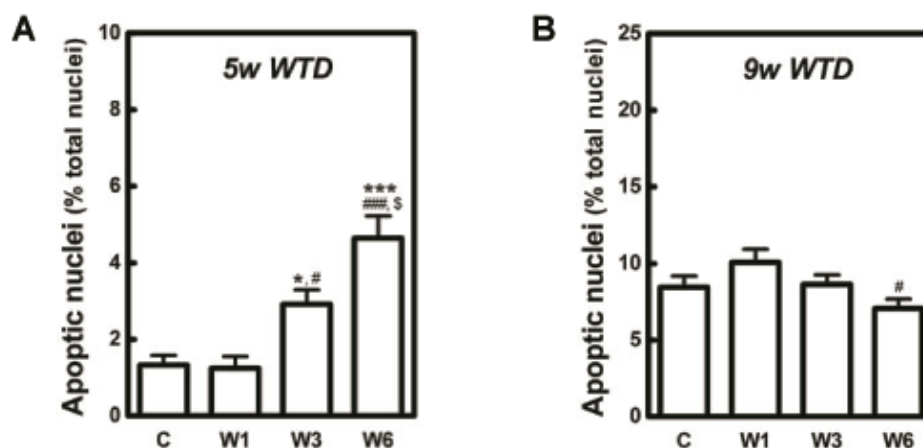 A
Apoptic nuclei (% total nuclei)
10
8
6
4
2
0
5w WTD
*,#
***
###,$
C W1 W3 W6
B
Apoptic nuclei (% total nuclei)
25
20
15
10
5
0
9w WTD
#
C W1 W3 W6